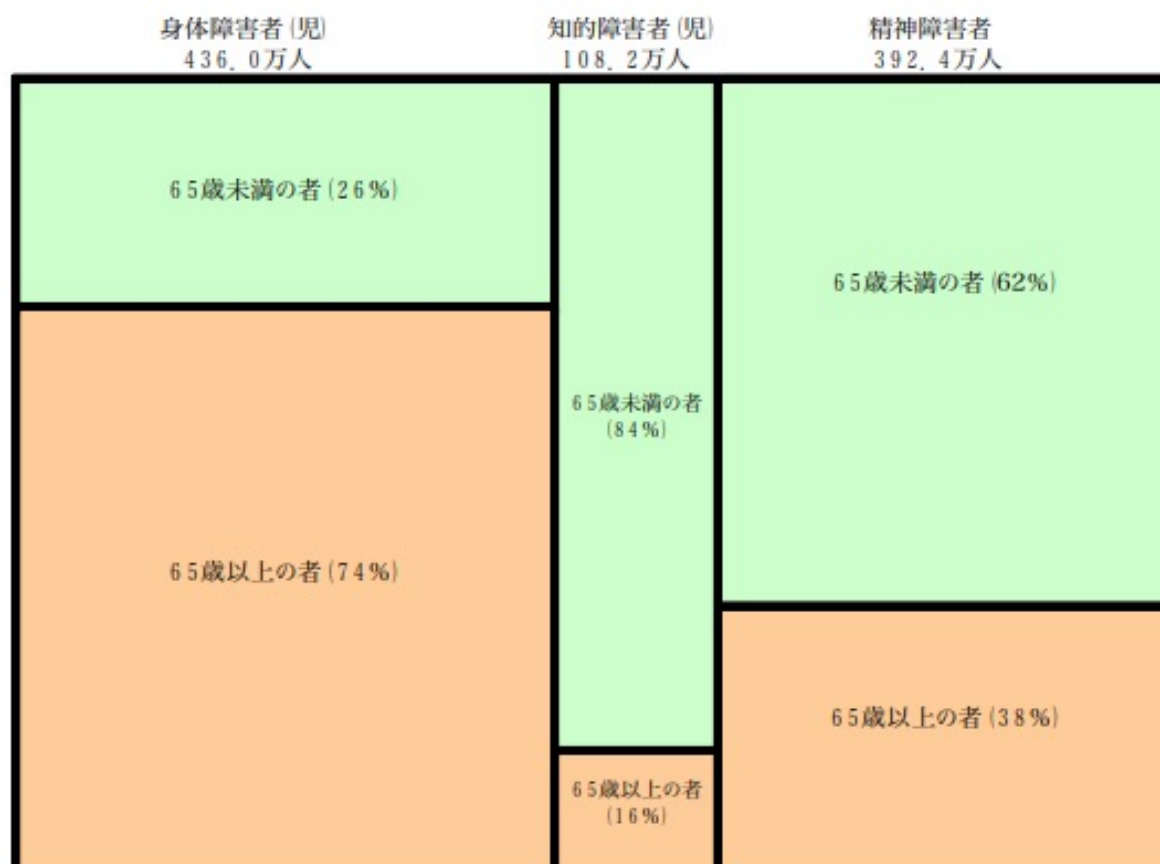 身体障害者(児)
436.0万人
知的障害者(児)
108.2万人
精神障害者
392.4万人
65歳未満の者(26%)
65歳以上の者(74%)
65歳未満の者
(84%)
65歳以上の者
(16%)
65歳未満の者(62%)
65歳以上の者(38%)